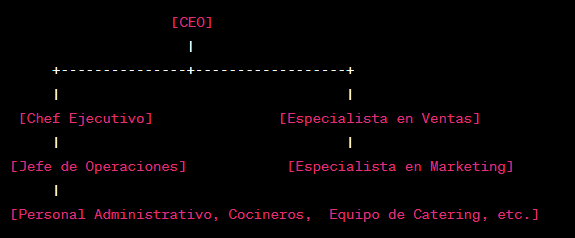 [CEO]
|
+---------------+------------------+
| |
[Chef Ejecutivo] [Especialista en Ventas]
| |
[Jefe de Operaciones] [Especialista en Marketing]
|
[Personal Administrativo, Cocineros, Equipo de Catering, etc.]